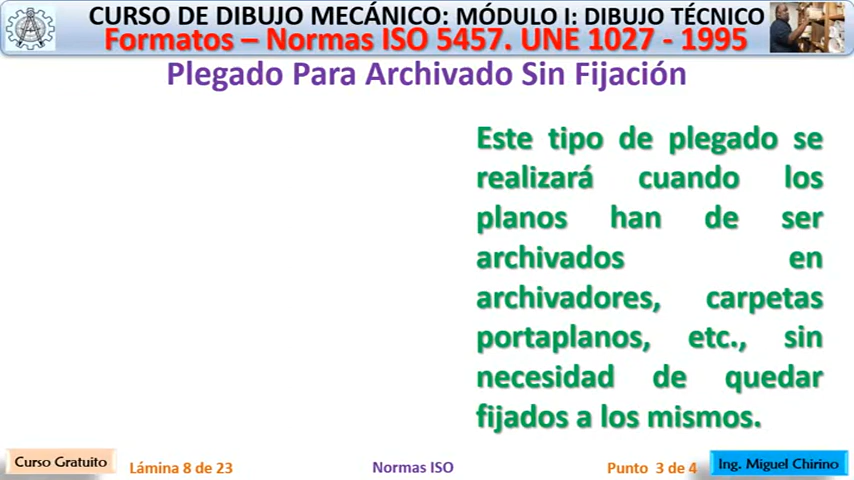 CURSO DE DIBUJO MECÁNICO: MÓDULO I: DIBUJO TÉCNICO
Formatos – Normas ISO 5457. UNE 1027 - 1995
Plegado Para Archivado Sin Fijación
Este tipo de plegado se
realizará cuando los
planos han de ser
archivados en
archivadores, carpetas
portaplanos, etc., sin
necesidad de quedar
fijados a los mismos.
Curso Gratuito
Lámina 8 de 23
Normas ISO
Punto 3 de 4
Ing. Miguel Chirino